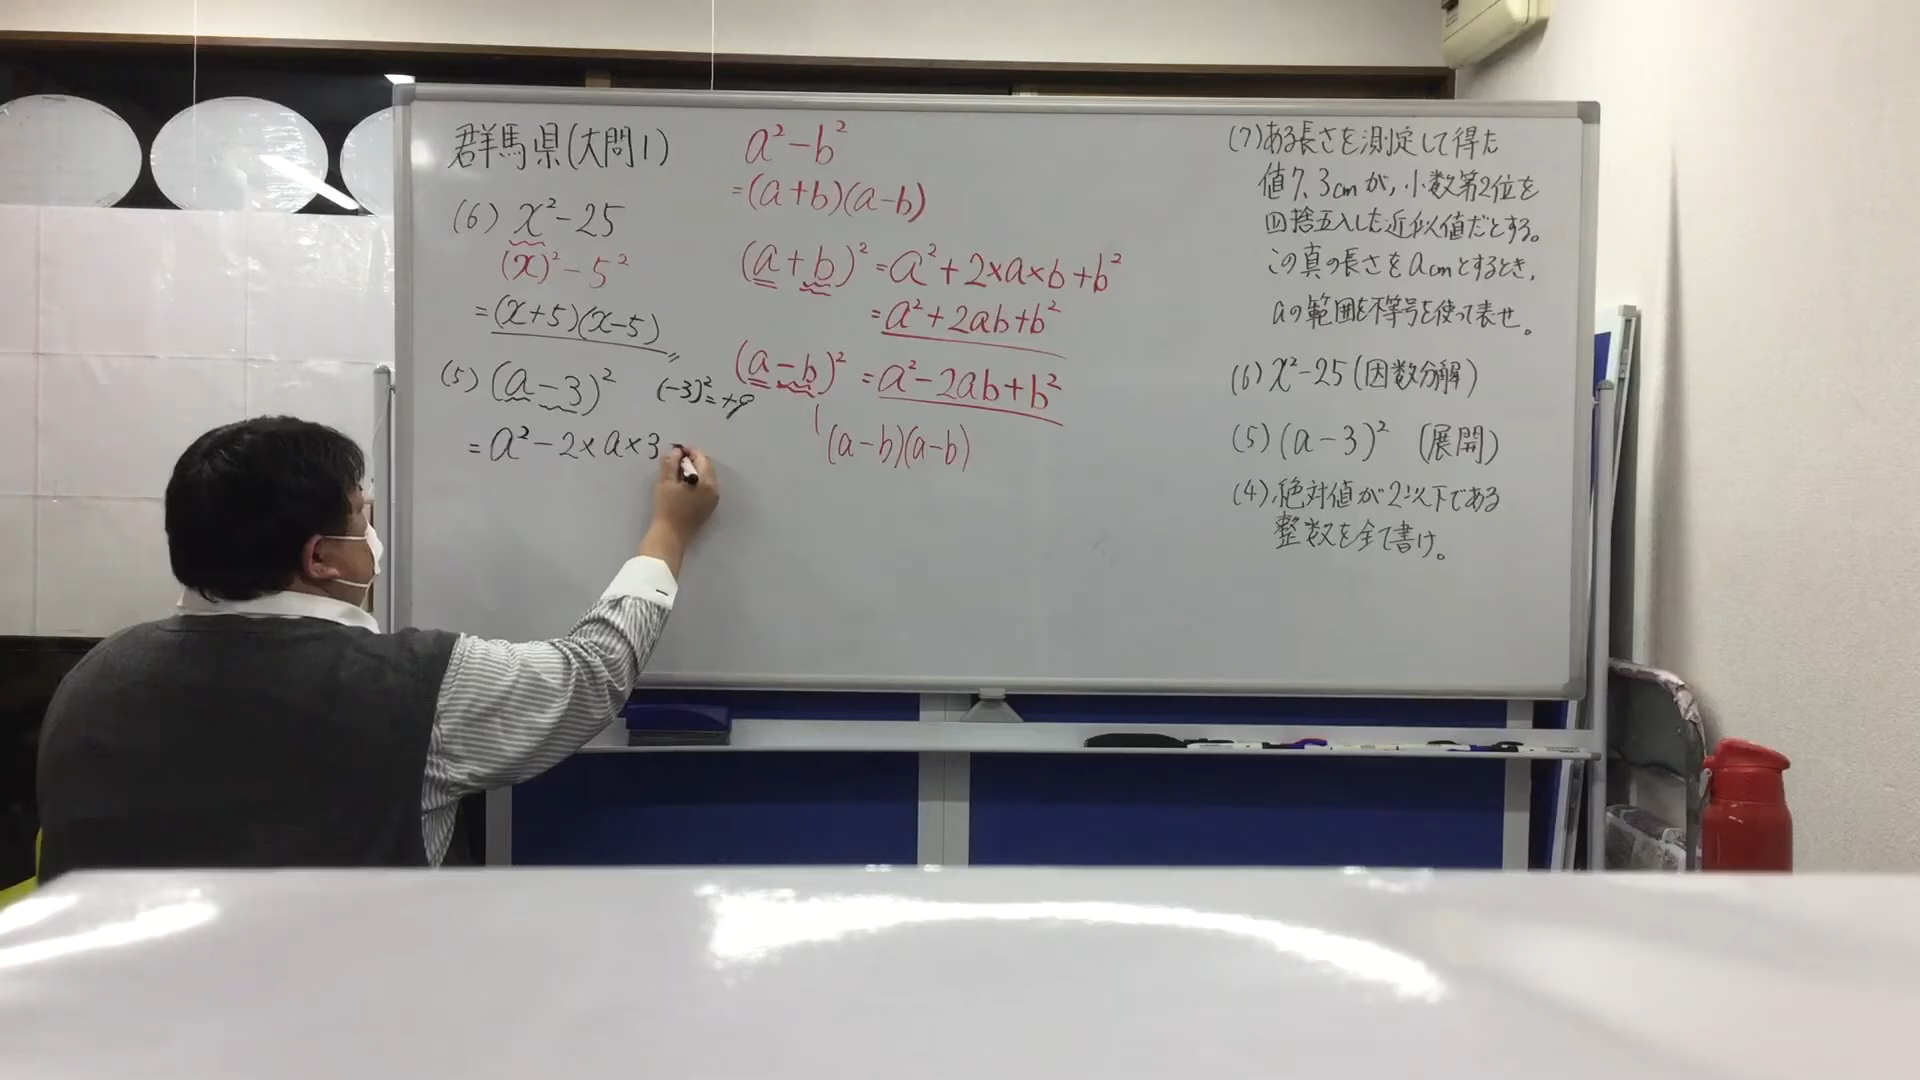 群馬県(大問1)
(6) x²-25
(x)²-5²
=(x+5)(x-5)
(5) (a-3)² (-3)²=+9
=a²-2×a×3
a²-b²
=(a+b)(a-b)
(a+b)²=a²+2×a×b+b²
=a²+2ab+b²
(a-b)²=a²-2ab+b²
(a-b)(a-b)
(7)ある長さを測定して得た
値7.3cmが,小数第2位を
四捨五入した近似値だとする。
この真の長さをacmとするとき,
aの範囲を不等号を使って表せ。
(6) x²-25(因数分解)
(5) (a-3)² (展開)
(4).絶対値が2以下である
整数を全て書け。